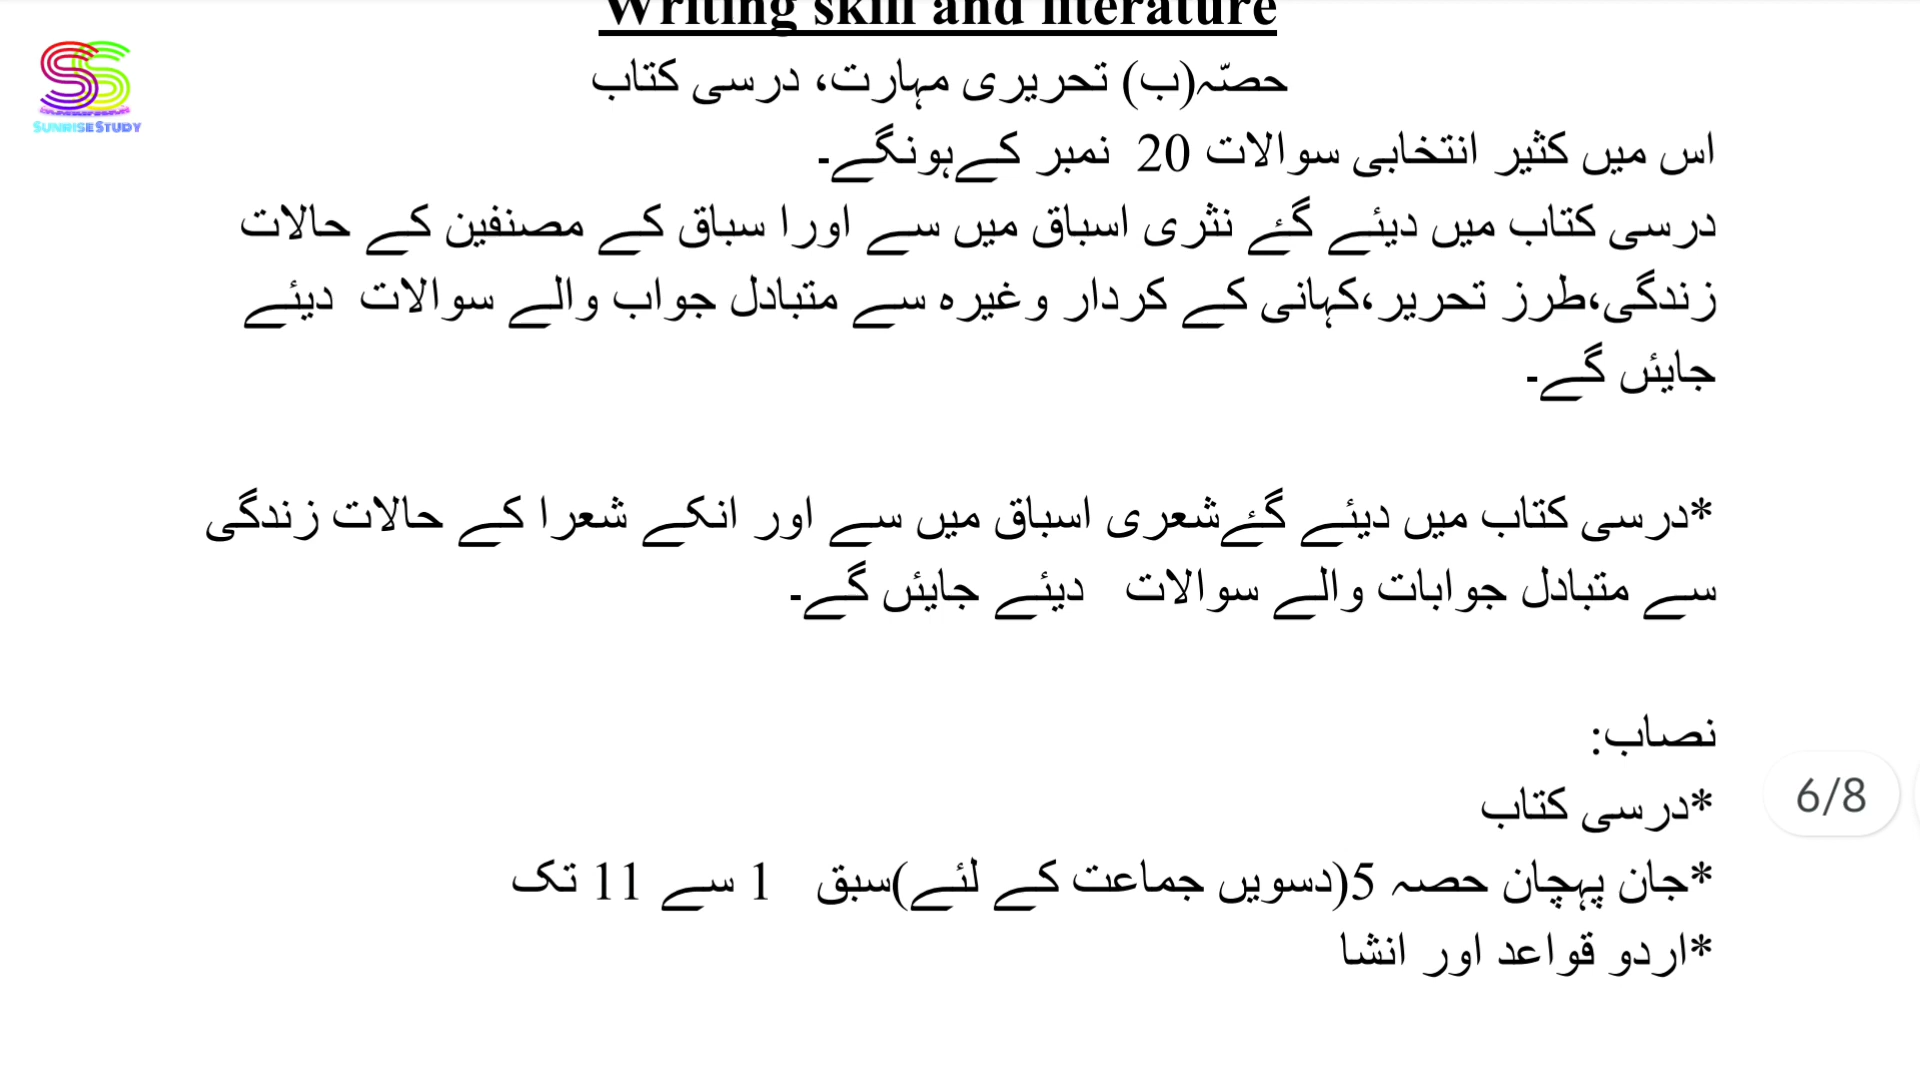 Writing skill and literature
SUNRISESTUDY
حصّہ(ب) تحریری مہارت، درسی کتاب
اس میں کثیر انتخابی سوالات 20 نمبر کےہونگے۔
درسی کتاب میں دیئے گئے نثری اسباق میں سے اورا سباق کے مصنفین کے حالات
زندگی،طرز تحریر،کہانی کے کردار وغیرہ سے متبادل جواب والے سوالات دیئے
جایئں گے۔
*درسی کتاب میں دیئے گئےشعری اسباق میں سے اور انکے شعرا کے حالات زندگی
سے متبادل جوابات والے سوالات دیئے جایئں گے۔
نصاب:
*درسی کتاب
6/8
*جان پہچان حصہ 5(دسویں جماعت کے لئے)سبق 1 سے 11 تک
*اردو قواعد اور انشا